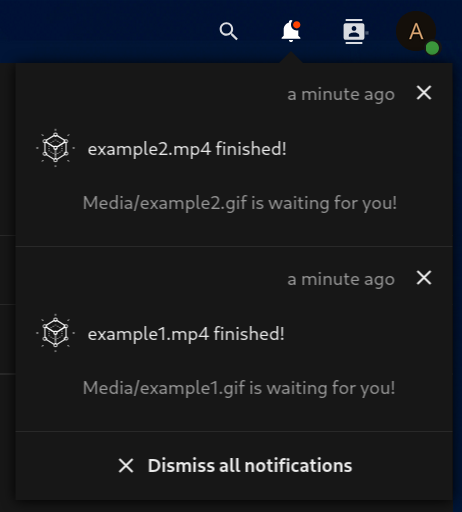 A
a minute ago
example2.mp4 finished!
Media/example2.gif is waiting for you!
a minute ago
example1.mp4 finished!
Media/example1.gif is waiting for you!
Dismiss all notifications